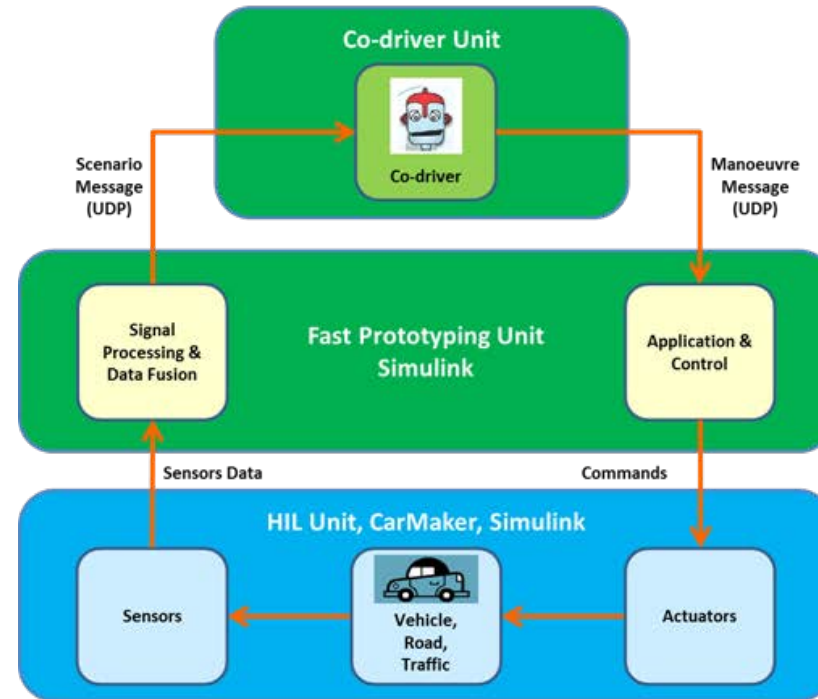 Co-driver Unit
Co-driver
Scenario
Message
(UDP)
Manoeuvre
Message
(UDP)
Signal
Processing &
Data Fusion
Fast Prototyping Unit
Simulink
Application &
Control
Sensors Data
Commands
HIL Unit, CarMaker, Simulink
Sensors
Vehicle,
Road,
Traffic
Actuators